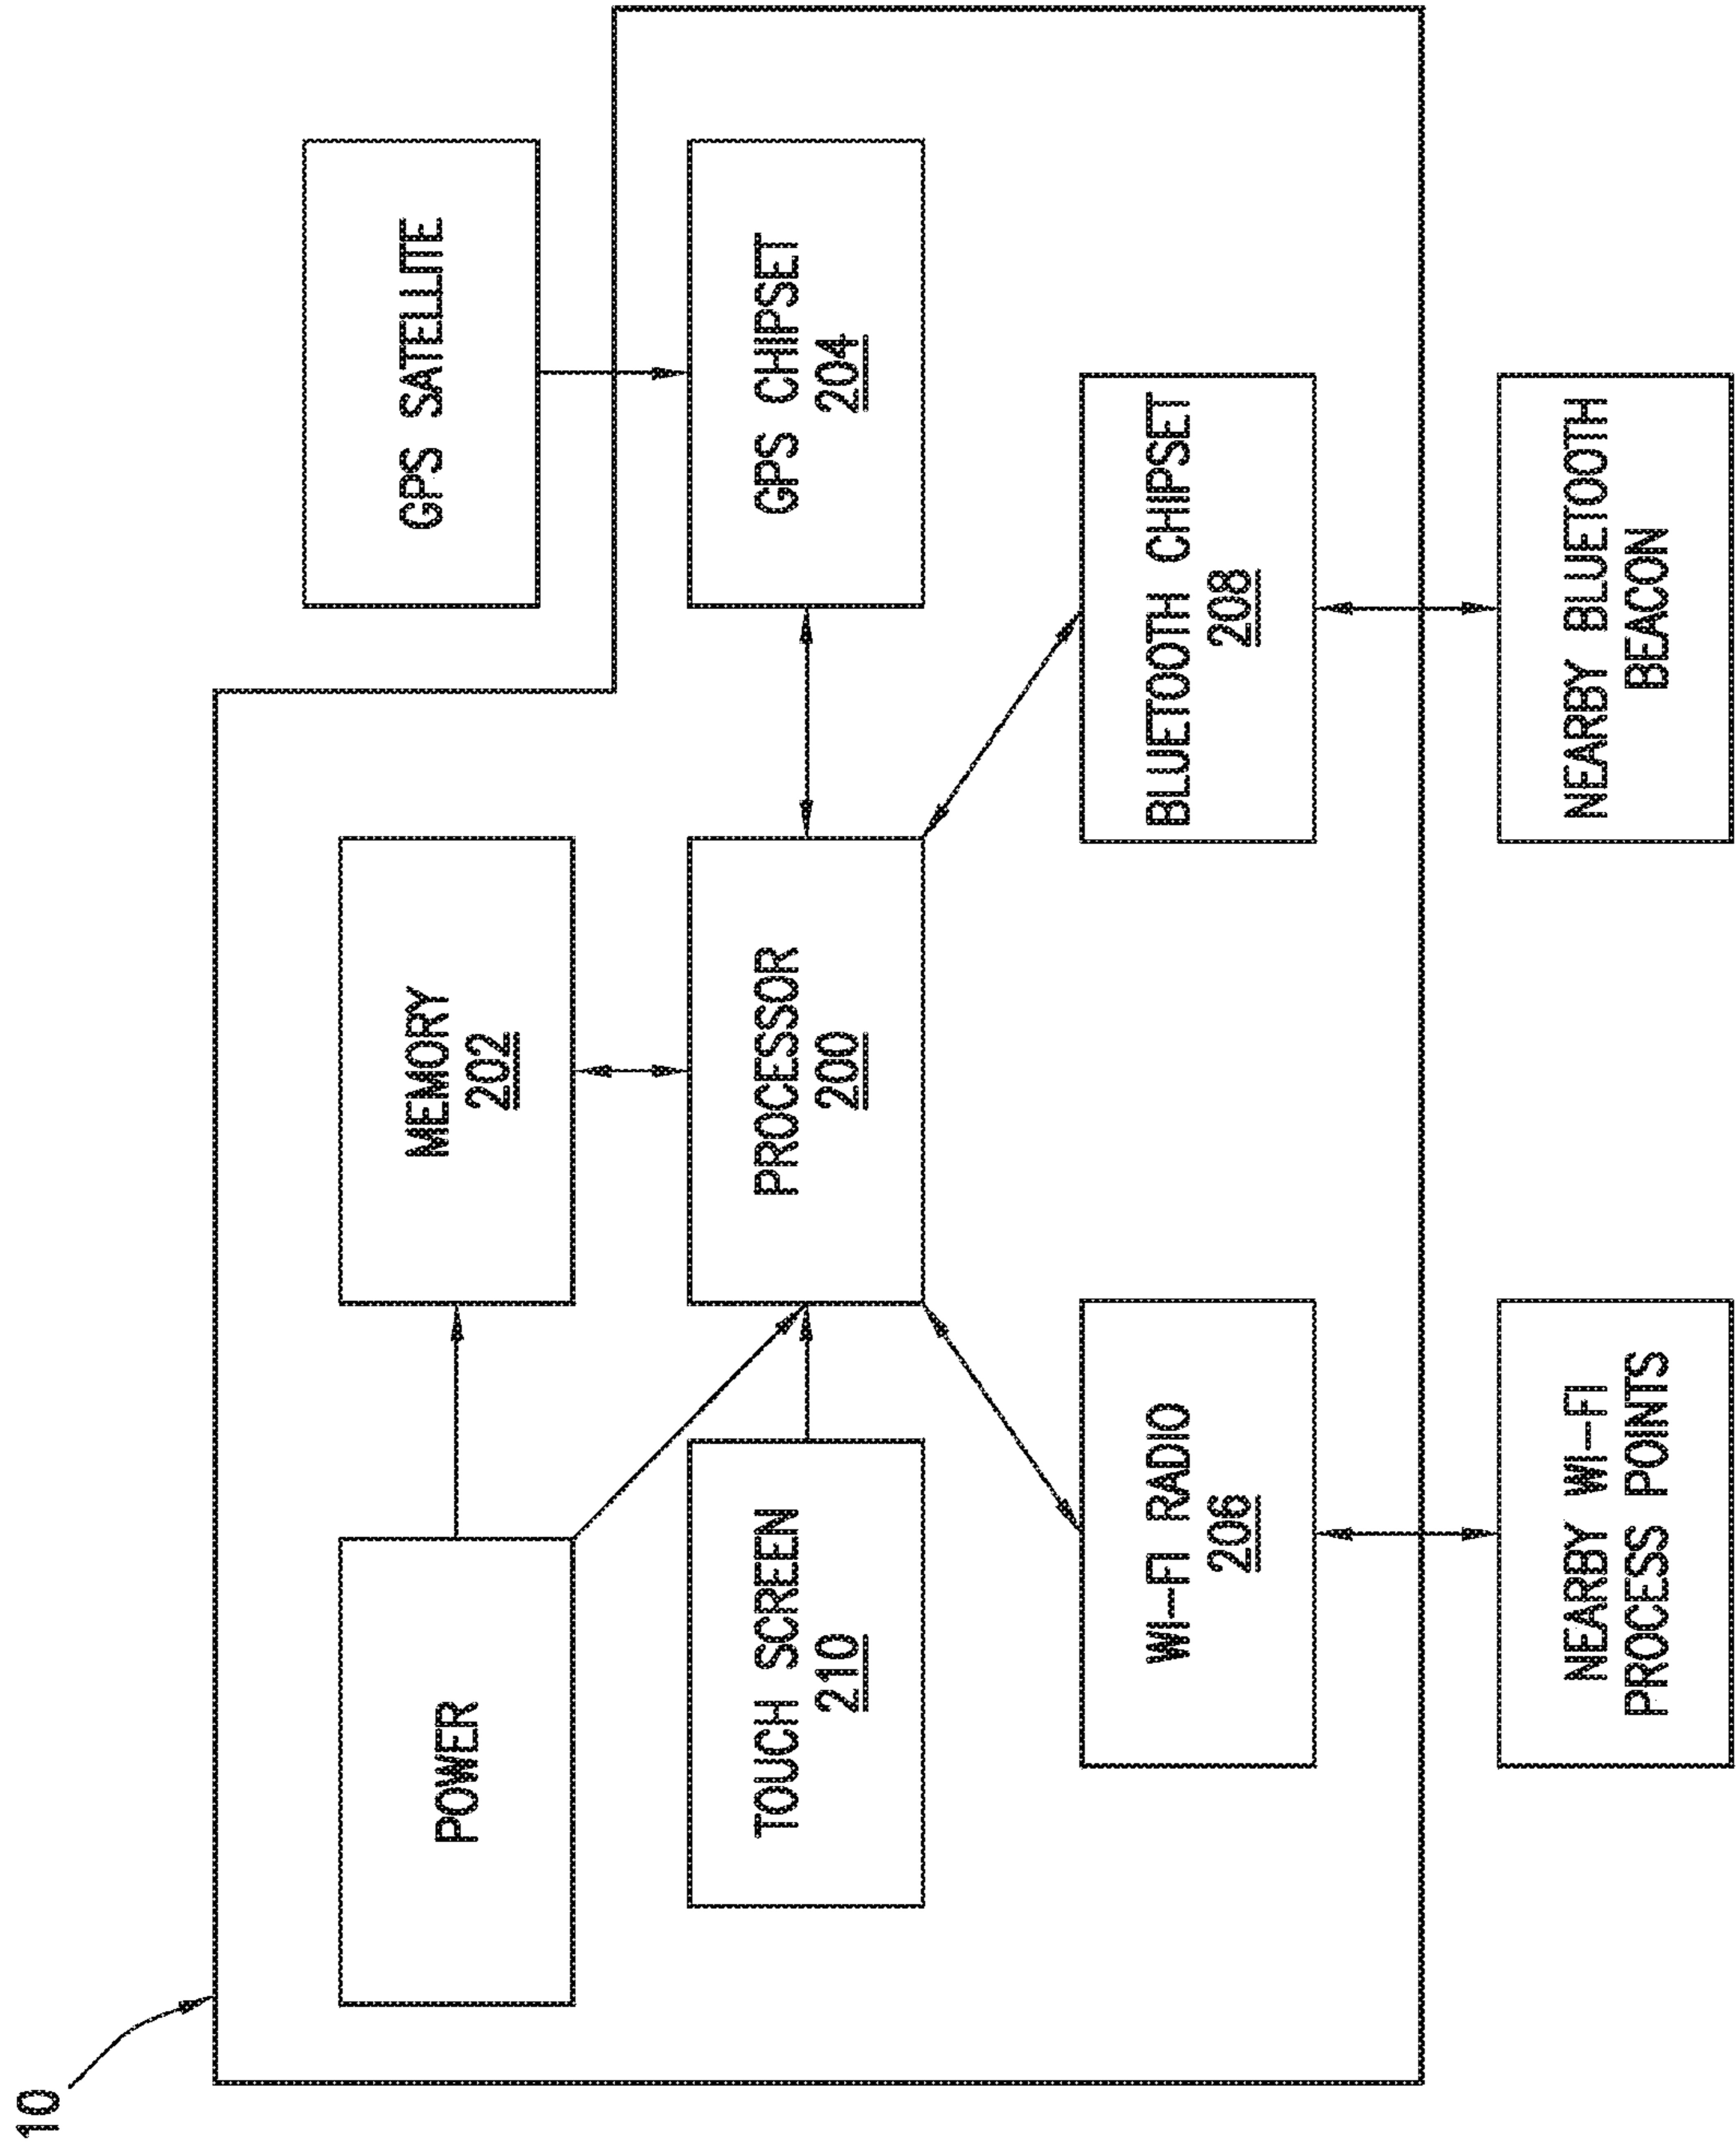 10
POWER
MEMORY
202
GPS SATELLITE
TOUCH SCREEN
210
PROCESSOR
200
GPS CHIPSET
204
WI-FI RADIO
206
BLUETOOTH CHIPSET
208
NEARBY WI-FI
PROCESS POINTS
NEARBY BLUETOOTH
BEACON